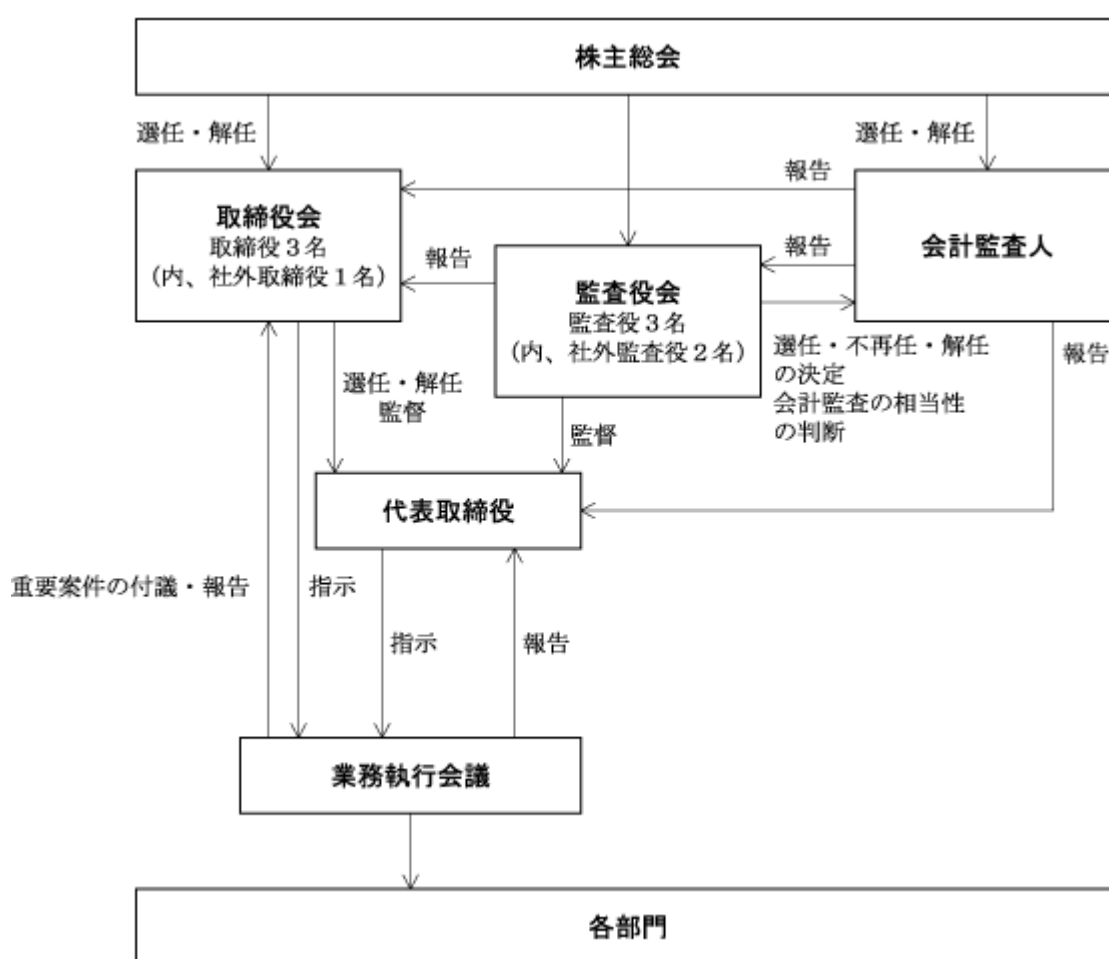 株主総会
選任・解任
選任・解任
報告
取締役会
取締役３名
（内、社外取締役１名）
会計監査人
報告
報告
監査役会
監査役３名
（内、社外監査役２名）
選任・不再任・解任
の決定
会計監査の相当性
の判断
報告
選任・解任
監督
監督
代表取締役
重要案件の付議・報告
指示
指示
報告
業務執行会議
各部門